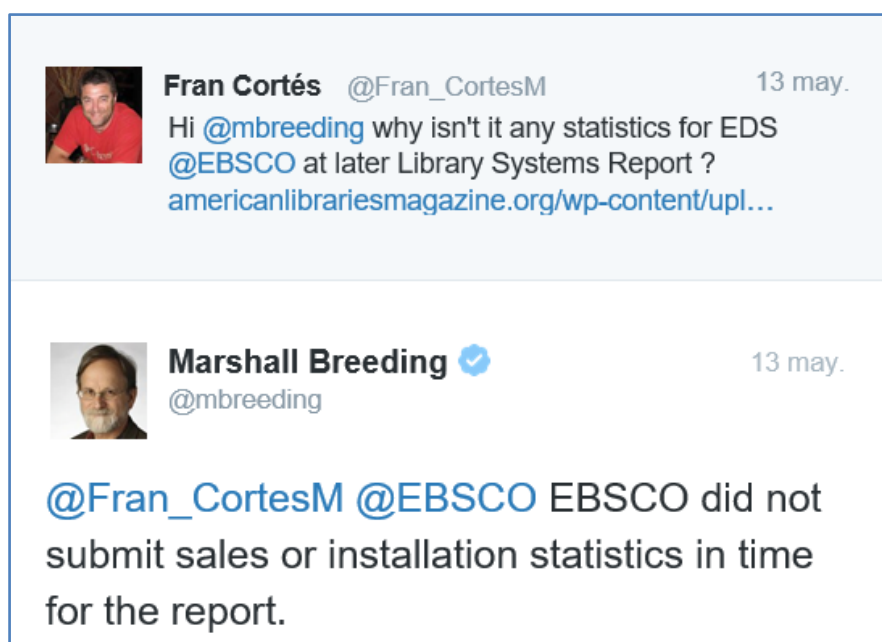 Fran Cortés @Fran_CortesM 13 may.
Hi @mbreeding why isn't it any statistics for EDS
@EBSCO at later Library Systems Report ?
americanlibrariesmagazine.org/wp-content/upl...
Marshall Breeding 13 may.
@mbreeding
@Fran_CortesM @EBSCO EBSCO did not
submit sales or installation statistics in time
for the report.